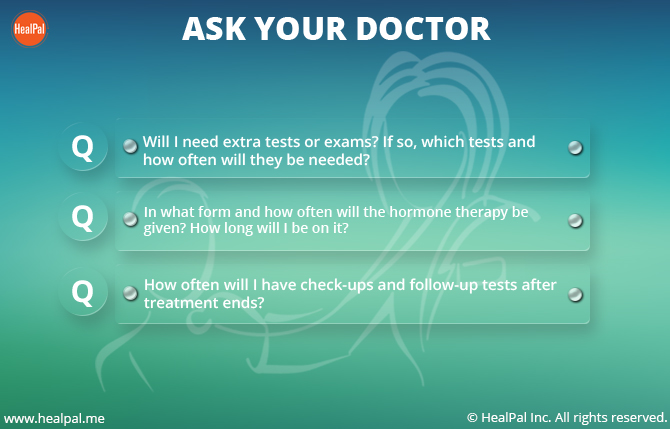 HealPal
ASK YOUR DOCTOR
Q
Will I need extra tests or exams? If so, which tests and
how often will they be needed?
Q
In what form and how often will the hormone therapy be
given? How long will I be on it?
Q
How often will I have check-ups and follow-up tests after
treatment ends?
www.healpal.me
© HealPal Inc. All rights reserved.